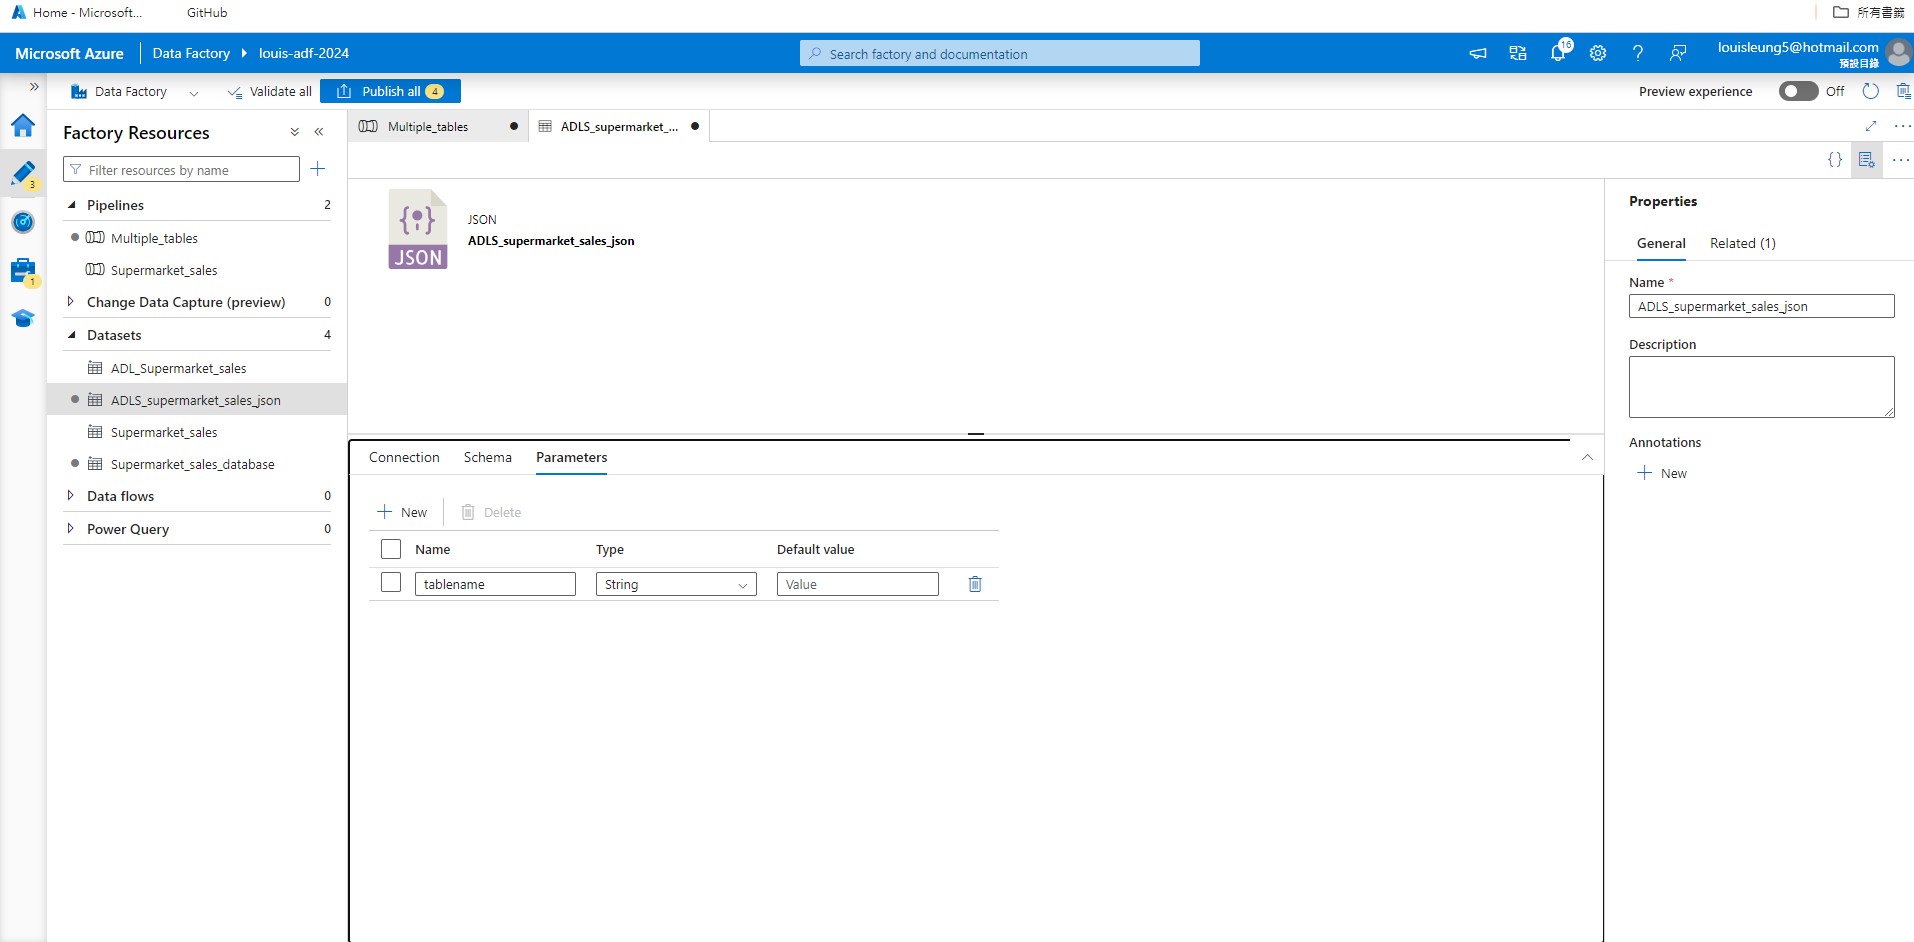 Home - Microsoft...
GitHub
所有書籤
Microsoft Azure
Data Factory
louis-adf-2024
Search factory and documentation
16
louisleung5@hotmail.com
預設目錄
Data Factory
Validate all
Publish all 4
Preview experience
Off
Factory Resources
Multiple_tables
ADLS_supermarket_...
Filter resources by name
3
Pipelines 2
Multiple_tables
Supermarket_sales
Change Data Capture (preview) 0
1
Datasets 4
ADL_Supermarket_sales
ADLS_supermarket_sales_json
Supermarket_sales
Supermarket_sales_database
Data flows 0
Power Query 0
JSON
JSON
ADLS_supermarket_sales_json
Connection
Schema
Parameters
New
Delete
Name
Type
Default value
tablename
String
Value
Properties
General
Related (1)
Name *
ADLS_supermarket_sales_json
Description
Annotations
New